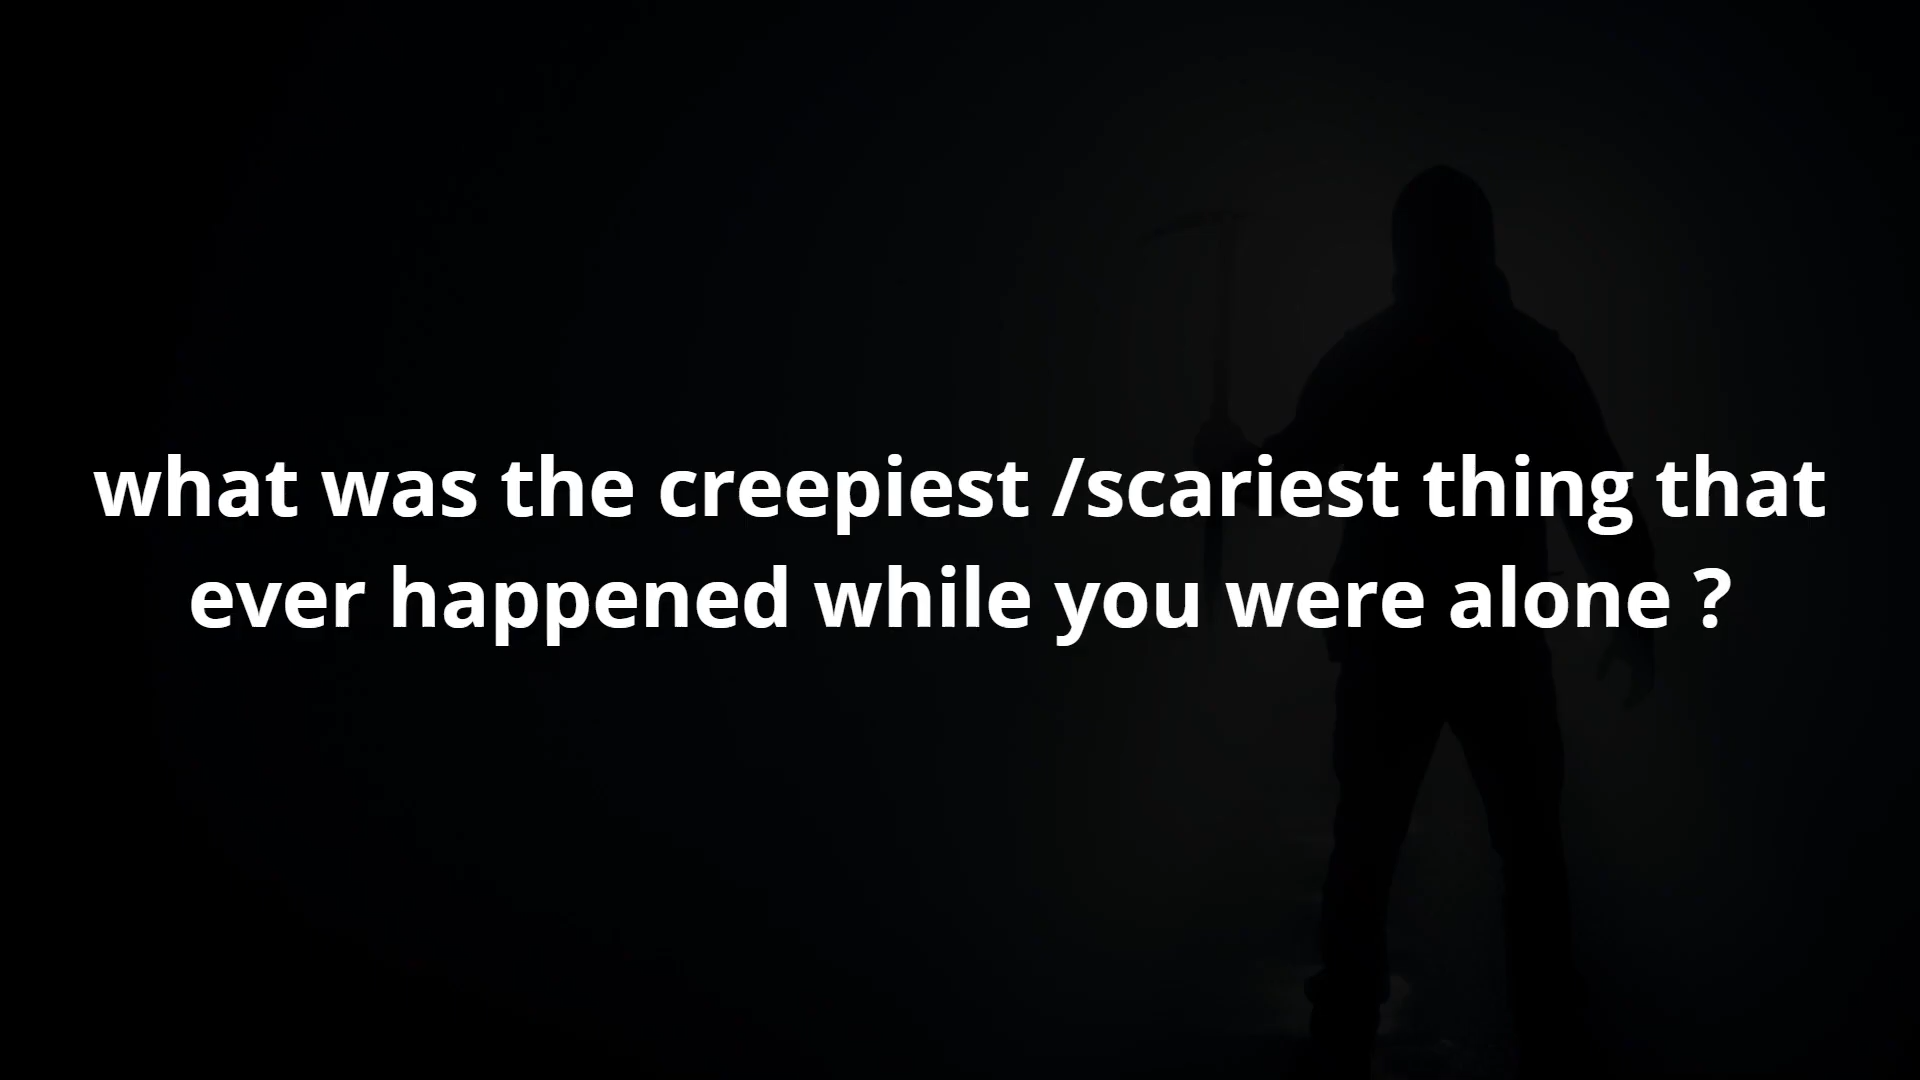 what was the creepiest /scariest thing that
ever happened while you were alone ?